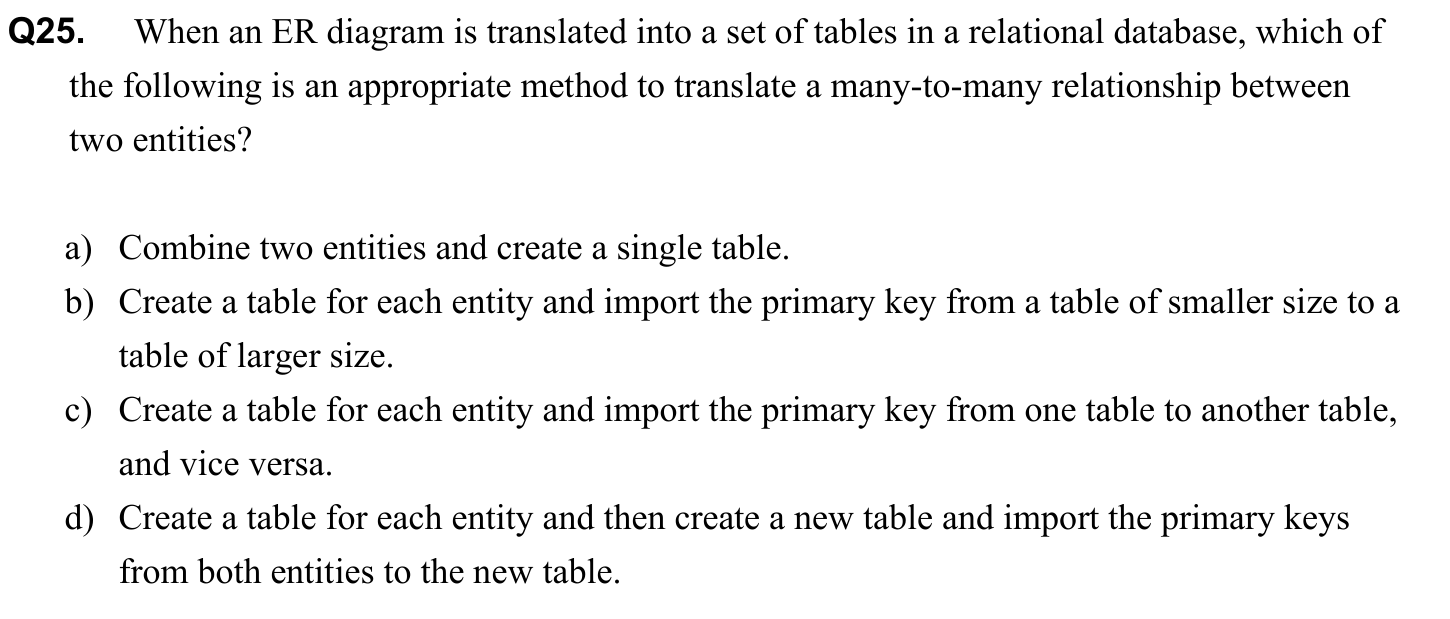 Q25. When an ER diagram is translated into a set of tables in a relational database, which of
the following is an appropriate method to translate a many-to-many relationship between
two entities?
a) Combine two entities and create a single table.
b) Create a table for each entity and import the primary key from a table of smaller size to a
table of larger size.
c) Create a table for each entity and import the primary key from one table to another table,
and vice versa.
d) Create a table for each entity and then create a new table and import the primary keys
from both entities to the new table.